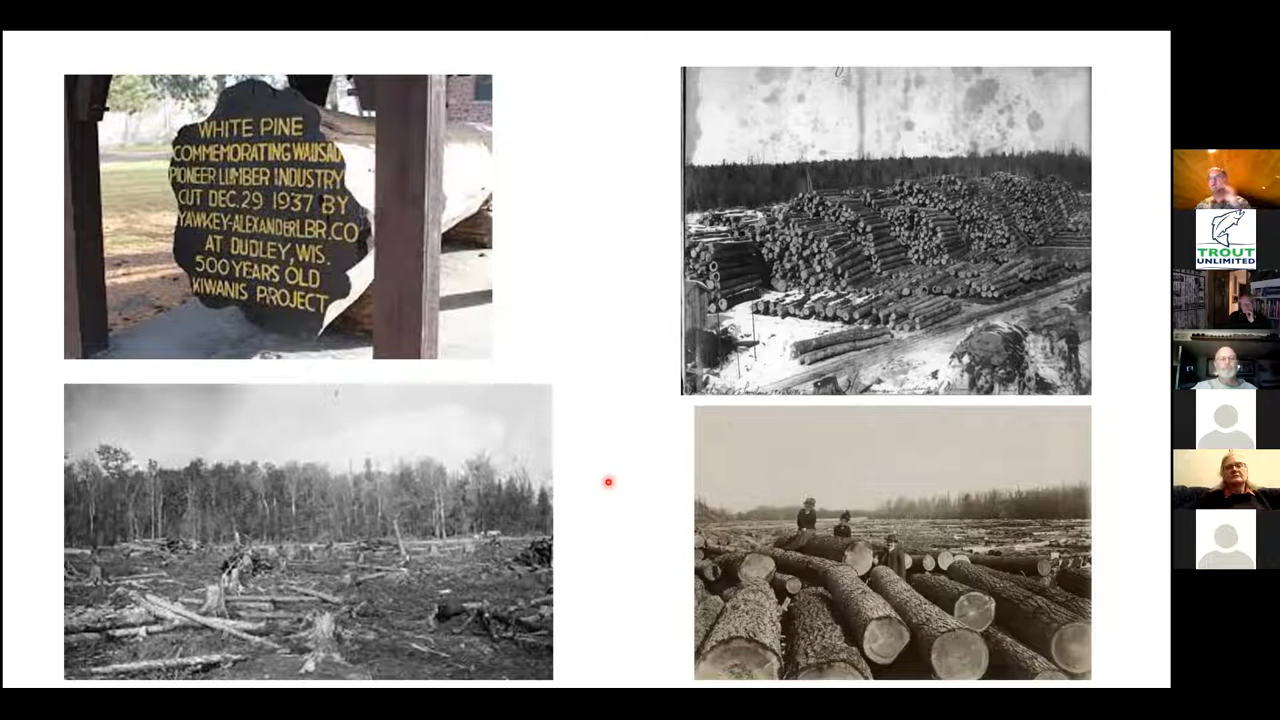 WHITE PINE
COMMEMORATING WAUSAU
PIONEER LUMBER INDUSTRY
CUT DEC. 29 1937 BY
YAWKEY-ALEXANDER LBR. CO
AT DUDLEY, WIS.
500 YEARS OLD
KIWANIS PROJECT
TROUT
UNLIMITED